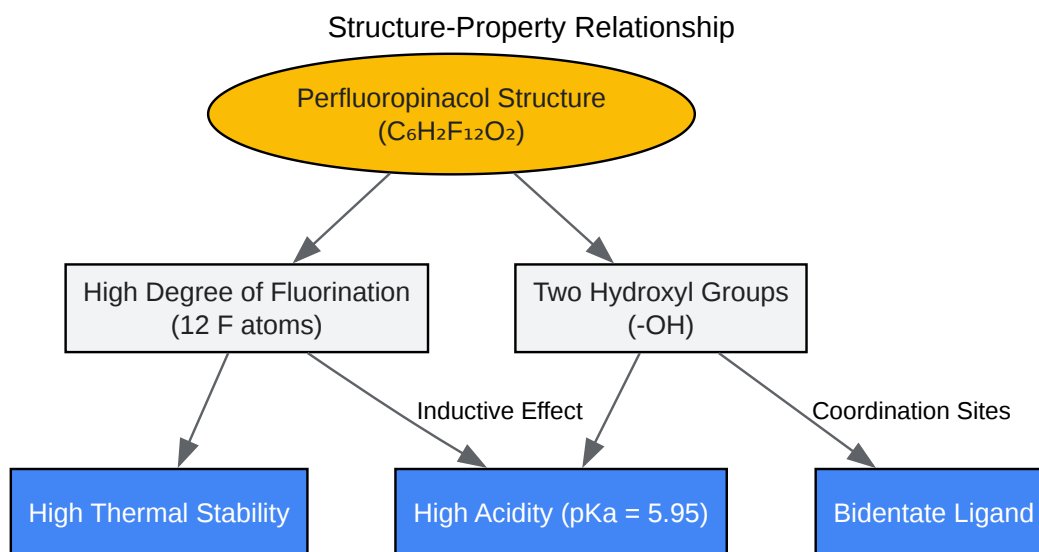 Structure-Property Relationship
Perfluoropinacol Structure
(C₆H₂F₁₂O₂)
High Degree of Fluorination
(12 F atoms)
Two Hydroxyl Groups
(-OH)
Inductive Effect
Coordination Sites
High Thermal Stability
High Acidity (pKa = 5.95)
Bidentate Ligand